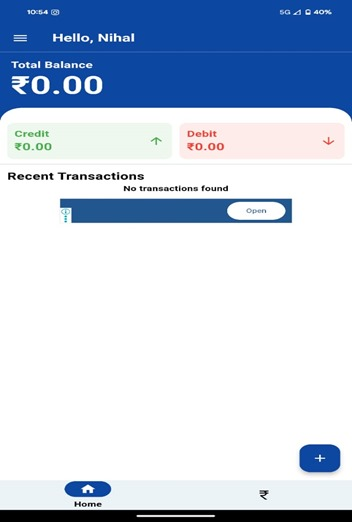 10:54 5G 40%
Hello, Nihal
Total Balance
₹0.00
Credit
₹0.00
Debit
₹0.00
Recent Transactions
No transactions found
Open
+
Home
₹